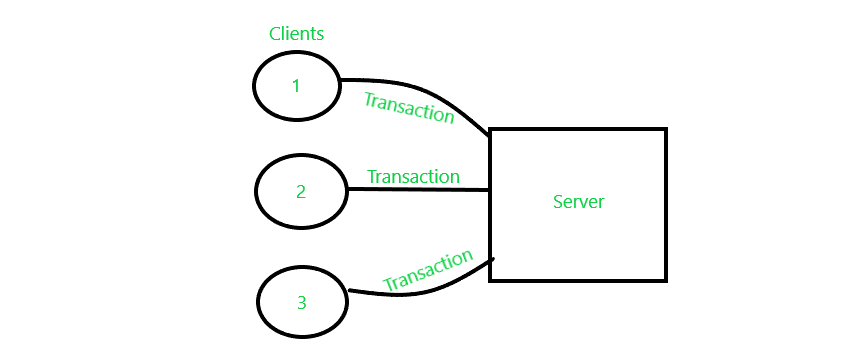 Clients
1
Transaction
2
Transaction
Server
3
Transaction